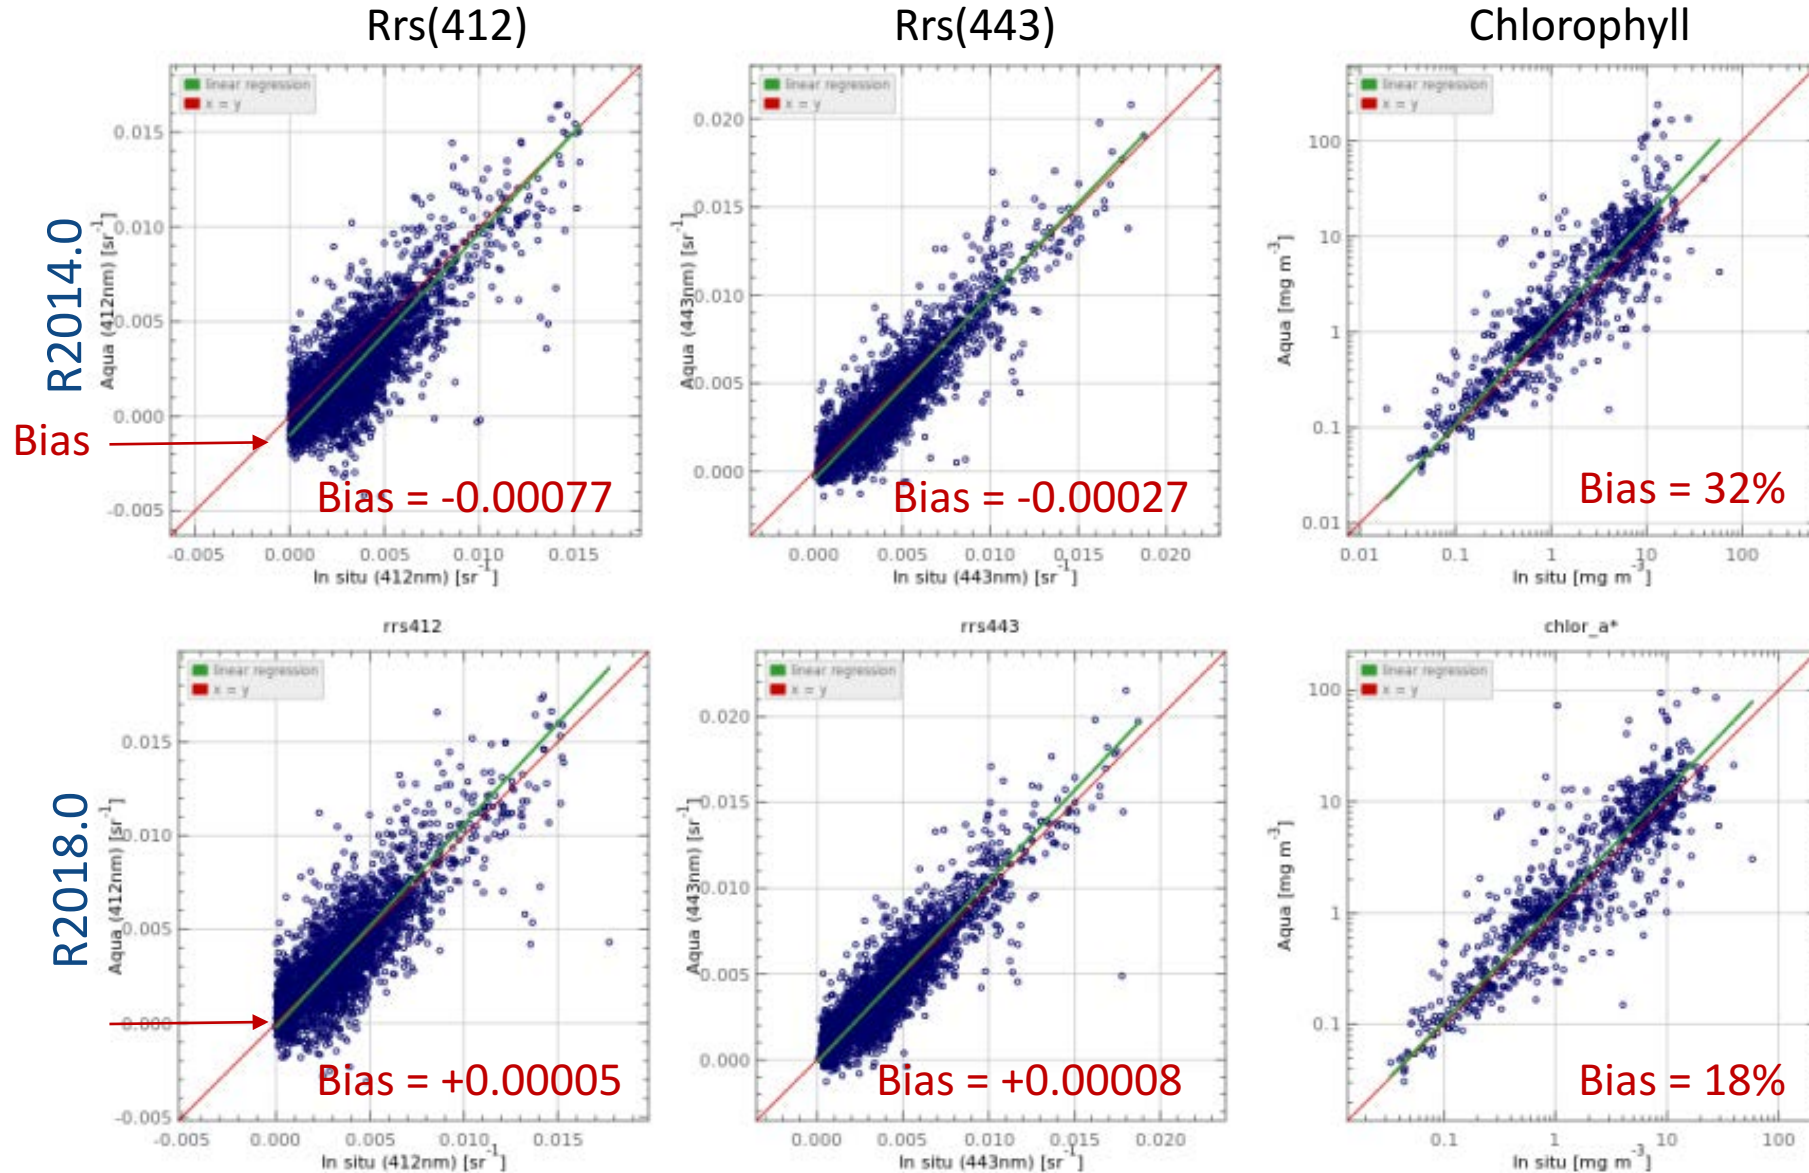 Rrs(412) Rrs(443) Chlorophyll
R2014.0
linear regression
x = y
0.015
0.010
0.005
0.000
-0.005
Aqua (412nm) [sr-1]
-0.005 0.000 0.005 0.010 0.015
In situ (412nm) [sr-1]
Bias
Bias = -0.00077
linear regression
x = y
0.020
0.015
0.010
0.005
0.000
Aqua (443nm) [sr-1]
0.000 0.005 0.010 0.015 0.020
In situ (443nm) [sr-1]
Bias = -0.00027
linear regression
x = y
100
10
1
0.1
0.01
Aqua [mg m-3]
0.01 0.1 1 10 100
In situ [mg m-3]
Bias = 32%
R2018.0
rrs412
linear regression
x = y
0.015
0.010
0.005
0.000
-0.005
Aqua (412nm) [sr-1]
-0.005 0.000 0.005 0.010 0.015
In situ (412nm) [sr-1]
Bias = +0.00005
rrs443
linear regression
x = y
0.020
0.015
0.010
0.005
0.000
Aqua (443nm) [sr-1]
0.000 0.005 0.010 0.015 0.020
In situ (443nm) [sr-1]
Bias = +0.00008
chlor_a*
linear regression
x = y
100
10
1
0.1
Aqua [mg m-3]
0.1 1 10 100
In situ [mg m-3]
Bias = 18%